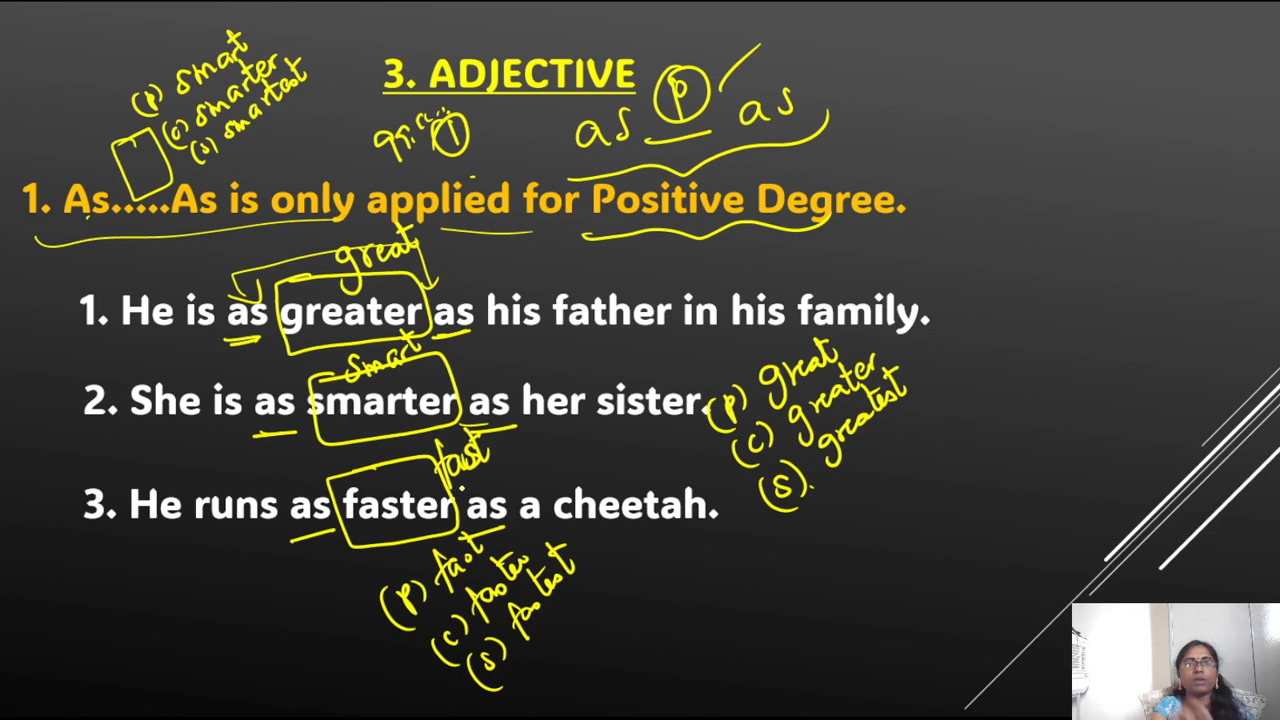 3. ADJECTIVE
(P) smart
(C) smarter
(S) smartest
as (P) as
1. As.....As is only applied for Positive Degree.
great
1. He is as greater as his father in his family.
smart
2. She is as smarter as her sister.
(P) great
(C) greater
(S). greatest
fast
3. He runs as faster as a cheetah.
(P) fast
(C) faster
(S) fastest